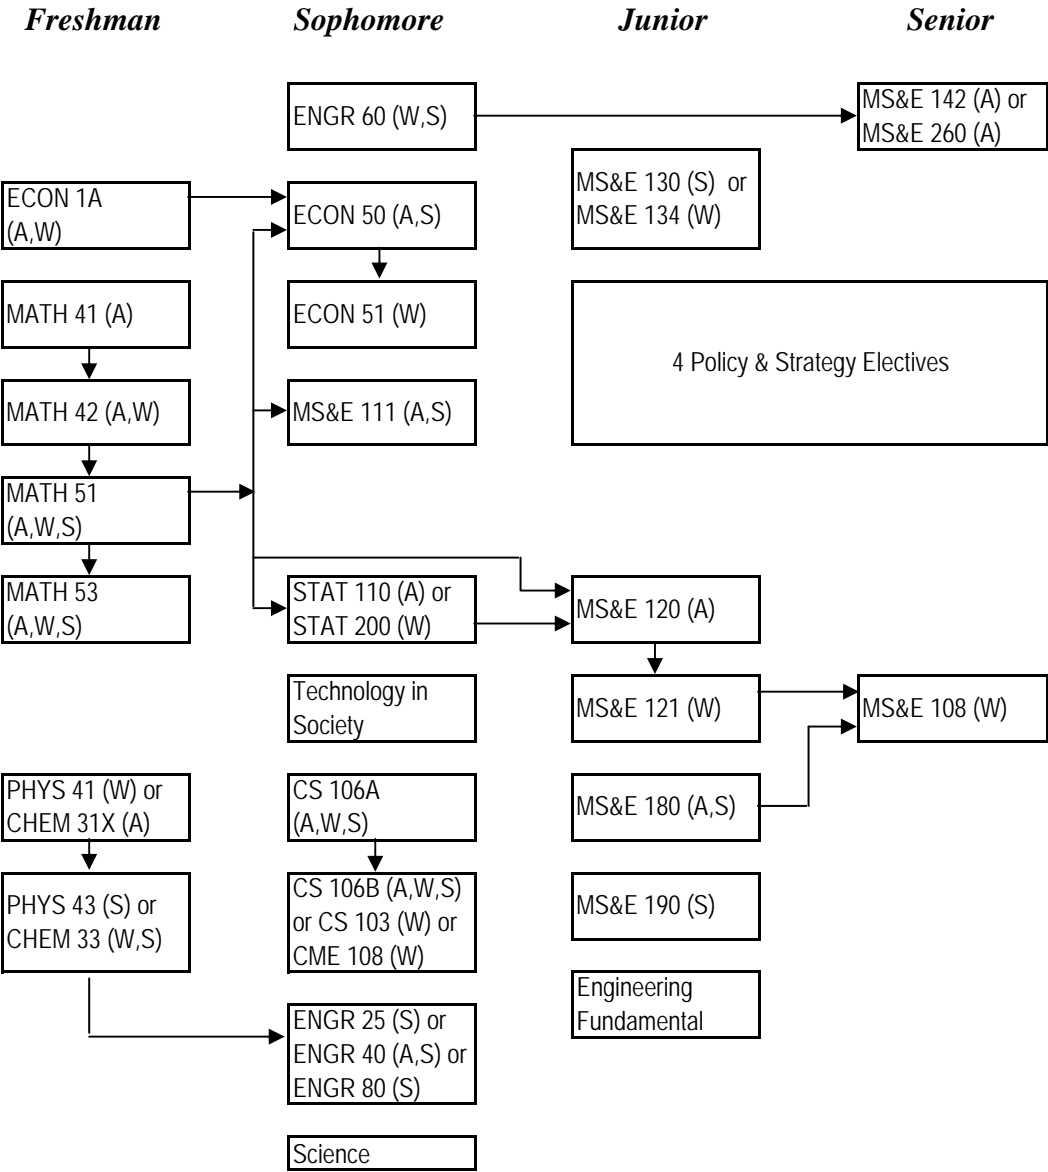 Freshman
Sophomore
Junior
Senior
ENGR 60 (W,S)
MS&E 142 (A) or
MS&E 260 (A)
MS&E 130 (S) or
MS&E 134 (W)
ECON 1A
(A,W)
ECON 50 (A,S)
MATH 41 (A)
ECON 51 (W)
4 Policy & Strategy Electives
MATH 42 (A,W)
MS&E 111 (A,S)
MATH 51
(A,W,S)
MATH 53
(A,W,S)
STAT 110 (A) or
STAT 200 (W)
MS&E 120 (A)
Technology in
Society
MS&E 121 (W)
MS&E 108 (W)
PHYS 41 (W) or
CHEM 31X (A)
CS 106A
(A,W,S)
MS&E 180 (A,S)
PHYS 43 (S) or
CHEM 33 (W,S)
CS 106B (A,W,S)
or CS 103 (W) or
CME 108 (W)
MS&E 190 (S)
Engineering
Fundamental
ENGR 25 (S) or
ENGR 40 (A,S) or
ENGR 80 (S)
Science